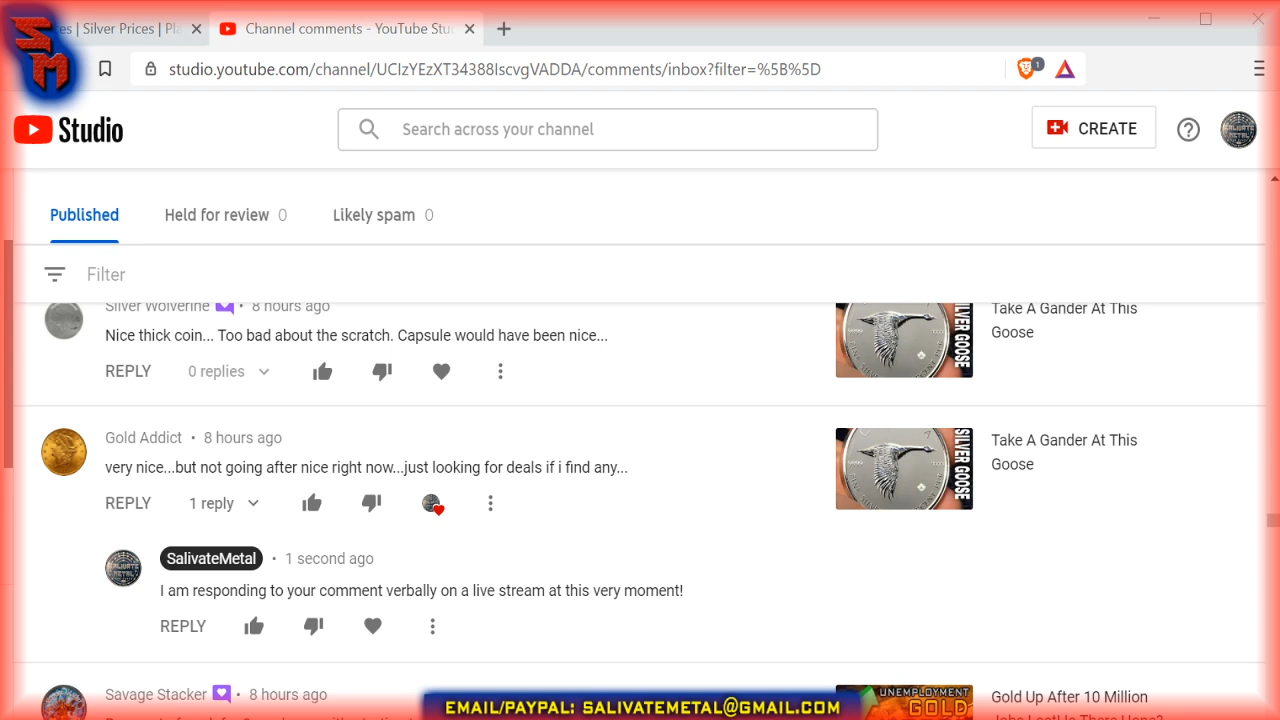 SM
es | Silver Prices | Pl
Channel comments - YouTube Stu
studio.youtube.com/channel/UCIzYEzXT34388IscvgVADDA/comments/inbox?filter=%5B%5D
1
Studio
Search across your channel
CREATE
Published
Held for review 0
Likely spam 0
Filter
Silver Wolverine • 8 hours ago
Nice thick coin... Too bad about the scratch. Capsule would have been nice...
REPLY 0 replies
SILVER GOOSE
Take A Gander At This
Goose
Gold Addict • 8 hours ago
very nice...but not going after nice right now...just looking for deals if i find any...
REPLY 1 reply
SILVER GOOSE
Take A Gander At This
Goose
SalivateMetal • 1 second ago
I am responding to your comment verbally on a live stream at this very moment!
REPLY
Savage Stacker • 8 hours ago
UNEMPLOYMENT
GOLD
Gold Up After 10 Million
EMAIL/PAYPAL: SALIVATEMETAL@GMAIL.COM